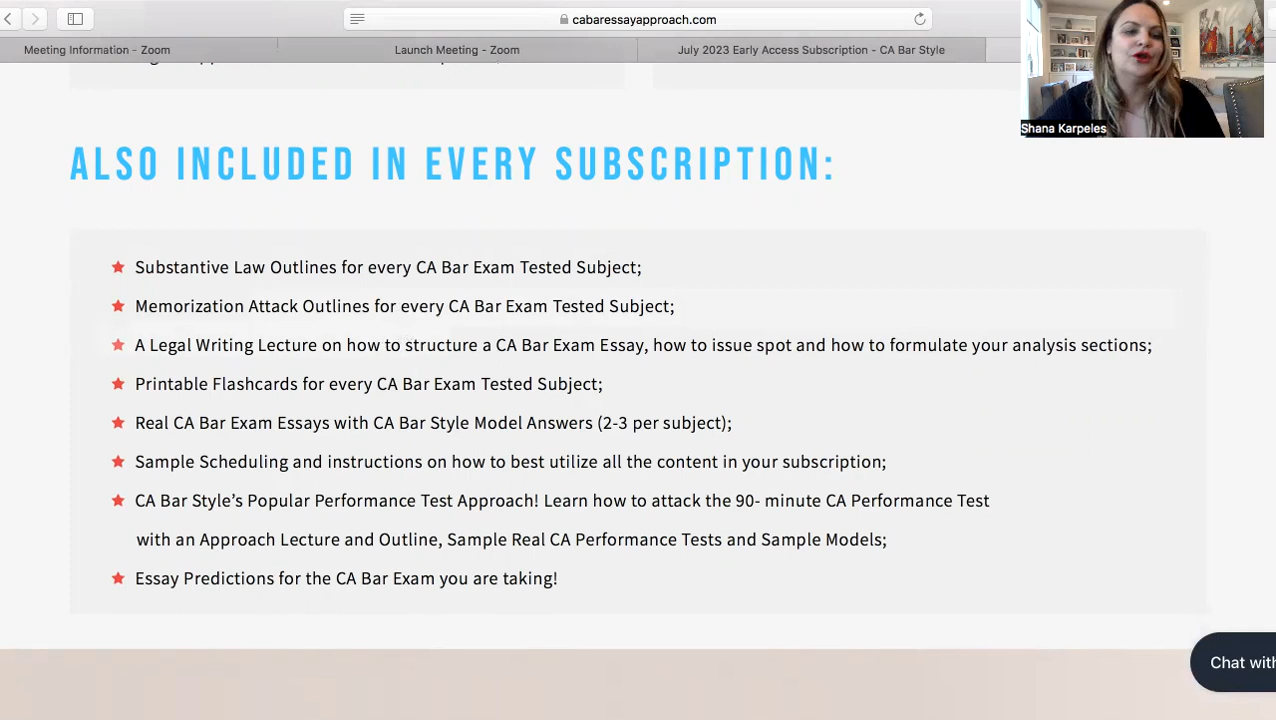 cabaressayapproach.com
Meeting Information - Zoom
Launch Meeting - Zoom
July 2023 Early Access Subscription - CA Bar Style
Shana Karpeles
ALSO INCLUDED IN EVERY SUBSCRIPTION:
Substantive Law Outlines for every CA Bar Exam Tested Subject;
Memorization Attack Outlines for every CA Bar Exam Tested Subject;
A Legal Writing Lecture on how to structure a CA Bar Exam Essay, how to issue spot and how to formulate your analysis sections;
Printable Flashcards for every CA Bar Exam Tested Subject;
Real CA Bar Exam Essays with CA Bar Style Model Answers (2-3 per subject);
Sample Scheduling and instructions on how to best utilize all the content in your subscription;
CA Bar Style’s Popular Performance Test Approach! Learn how to attack the 90- minute CA Performance Test
with an Approach Lecture and Outline, Sample Real CA Performance Tests and Sample Models;
Essay Predictions for the CA Bar Exam you are taking!
Chat with